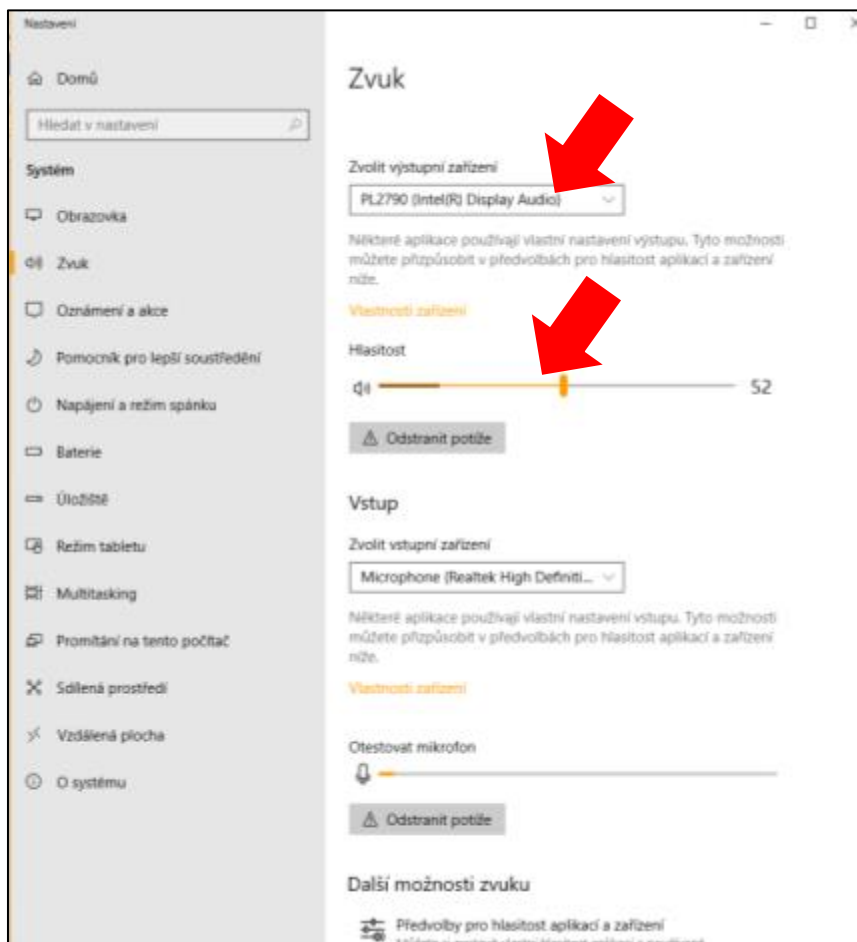 Nastavení
Domů
Hledat v nastavení
Systém
Obrazovka
Zvuk
Oznámení a akce
Pomocník pro lepší soustředění
Napájení a režim spánku
Baterie
Úložiště
Režim tabletu
Multitasking
Promítání na tento počítač
Sdílená prostředí
Vzdálená plocha
O systému
Zvuk
Zvolit výstupní zařízení
PL2790 (Intel(R) Display Audio)
Některé aplikace používají vlastní nastavení výstupu. Tyto možnosti
můžete přizpůsobit v předvolbách pro hlasitost aplikací a zařízení
níže.
Vlastnosti zařízení
Hlasitost
52
Odstranit potíže
Vstup
Zvolit vstupní zařízení
Microphone (Realtek High Definiti...
Některé aplikace používají vlastní nastavení vstupu. Tyto možnosti
můžete přizpůsobit v předvolbách pro hlasitost aplikací a zařízení
níže.
Vlastnosti zařízení
Otestovat mikrofon
Odstranit potíže
Další možnosti zvuku
Předvolby pro hlasitost aplikací a zařízení